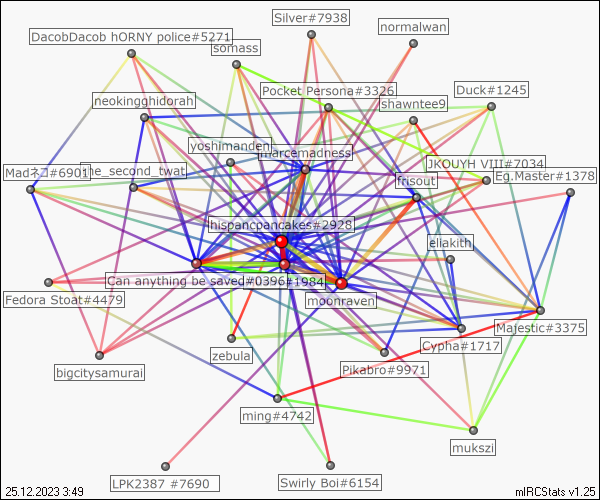 Silver#7938
normalwan
DacobDacob hORNY police#5271
somass
Pocket Persona#3326
Duck#1245
neokingghidorah
shawntee9
yoshimanden
marcemadness
JKOUYH VIII#7034
Madネコ#6901
he_second_twat
frisout
Eg.Master#1378
hispancpancakes#2928
ellakith
Can anything be saved#0396
#1984
Fedora Stoat#4479
moonraven
Majestic#3375
Cypha#1717
zebula
bigcitysamurai
Pikabro#9971
ming#4742
mukszi
LPK2387 #7690
Swirly Boi#6154
25.12.2023 3:49
mIRCStats v1.25